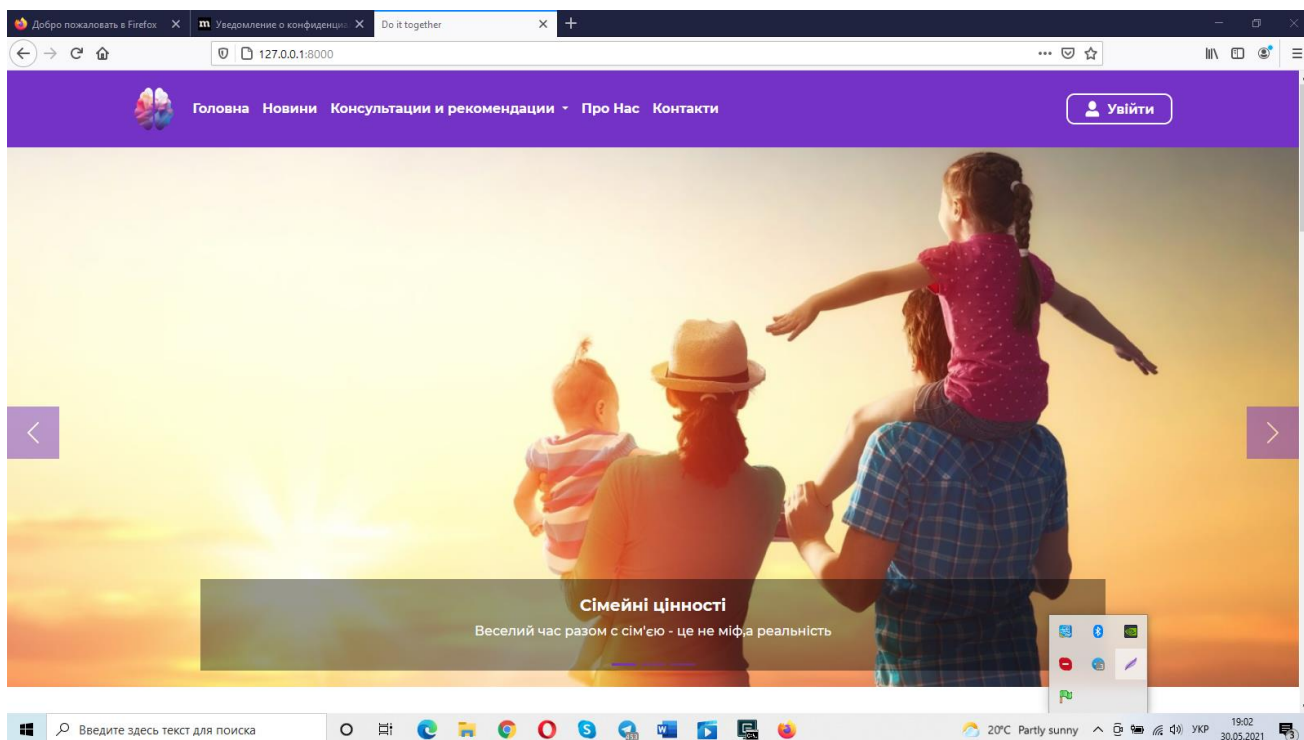 Добро пожаловать в Firefox
Уведомление о конфиденциа
Do it together
127.0.0.1:8000
Головна Новини Консультации и рекомендации Про Нас Контакти
Увійти
Сімейні цінності
Веселий час разом с сім'єю - це не міф,а реальність
Введите здесь текст для поиска
20°C Partly sunny
УКР
19:02
30.05.2021